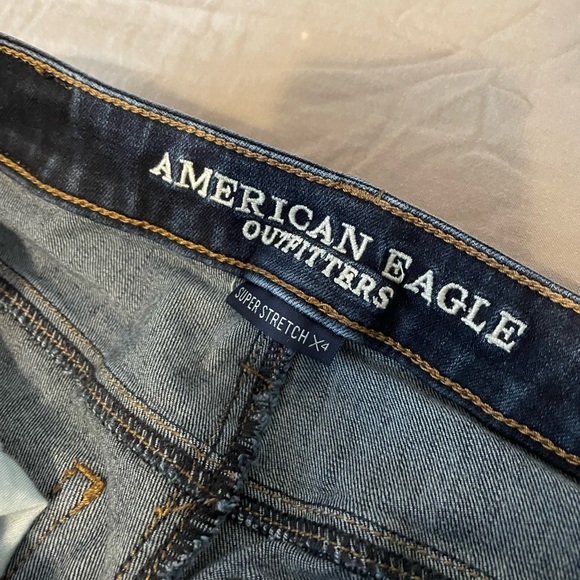 AMERICAN EAGLE
OUTFITTERS
SUPER STRETCH X4